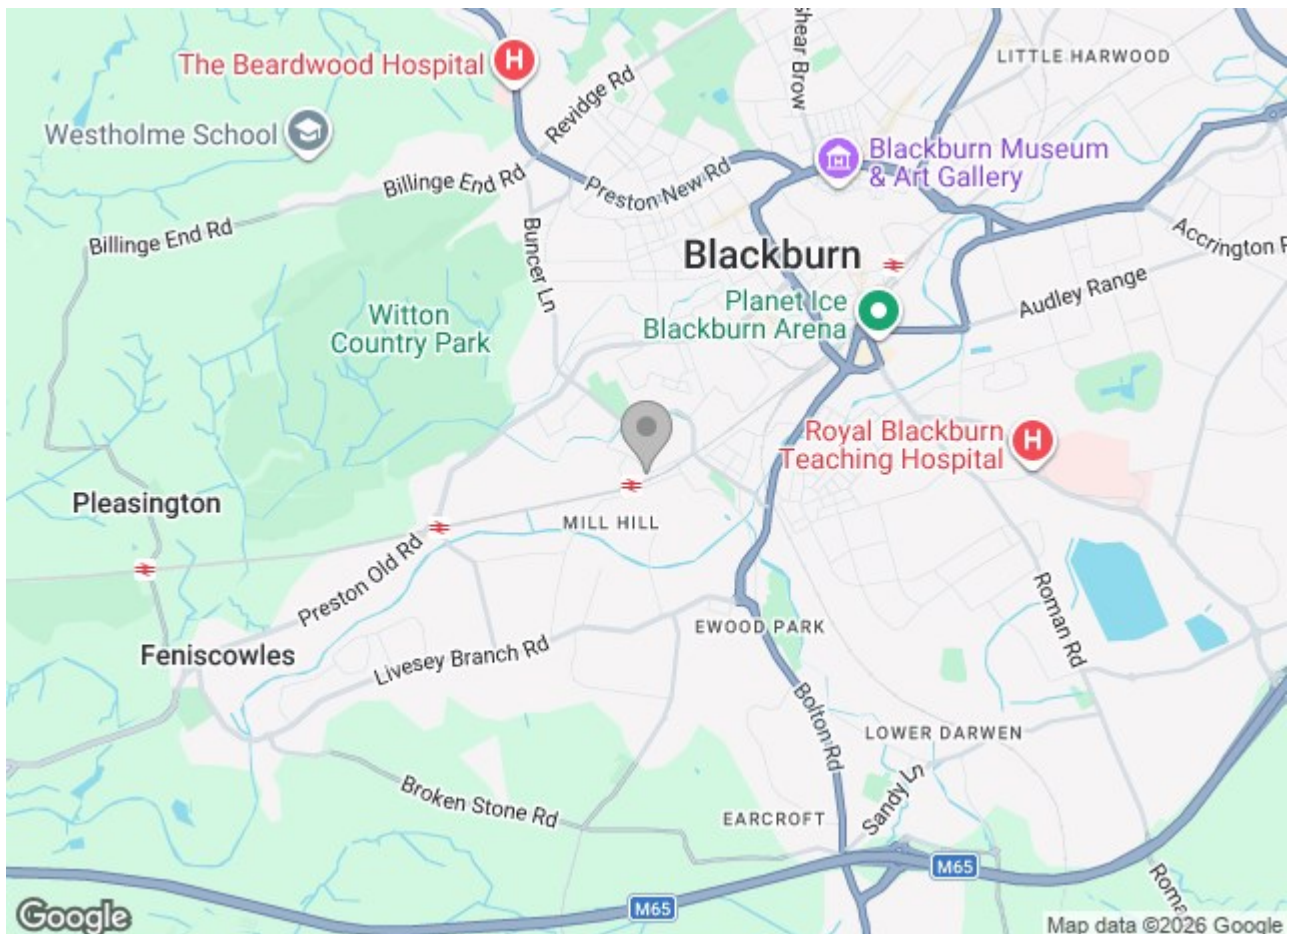 Shear Brow
LITTLE HARWOOD
The Beardwood Hospital
H
Revidge Rd
Westholme School
Blackburn Museum
& Art Gallery
Billinge End Rd
Preston New Rd
Billinge End Rd
Buncer Ln
Accrington R
Blackburn
Audley Range
Planet Ice
Blackburn Arena
Witton
Country Park
Royal Blackburn
Teaching Hospital
H
Pleasington
MILL HILL
Preston Old Rd
Roman Rd
EWOOD PARK
Feniscowles
Livesey Branch Rd
Bolton Rd
LOWER DARWEN
Sandy Ln
Broken Stone Rd
EARCROFT
M65
Roma
M65
Google
Map data ©2026 Google